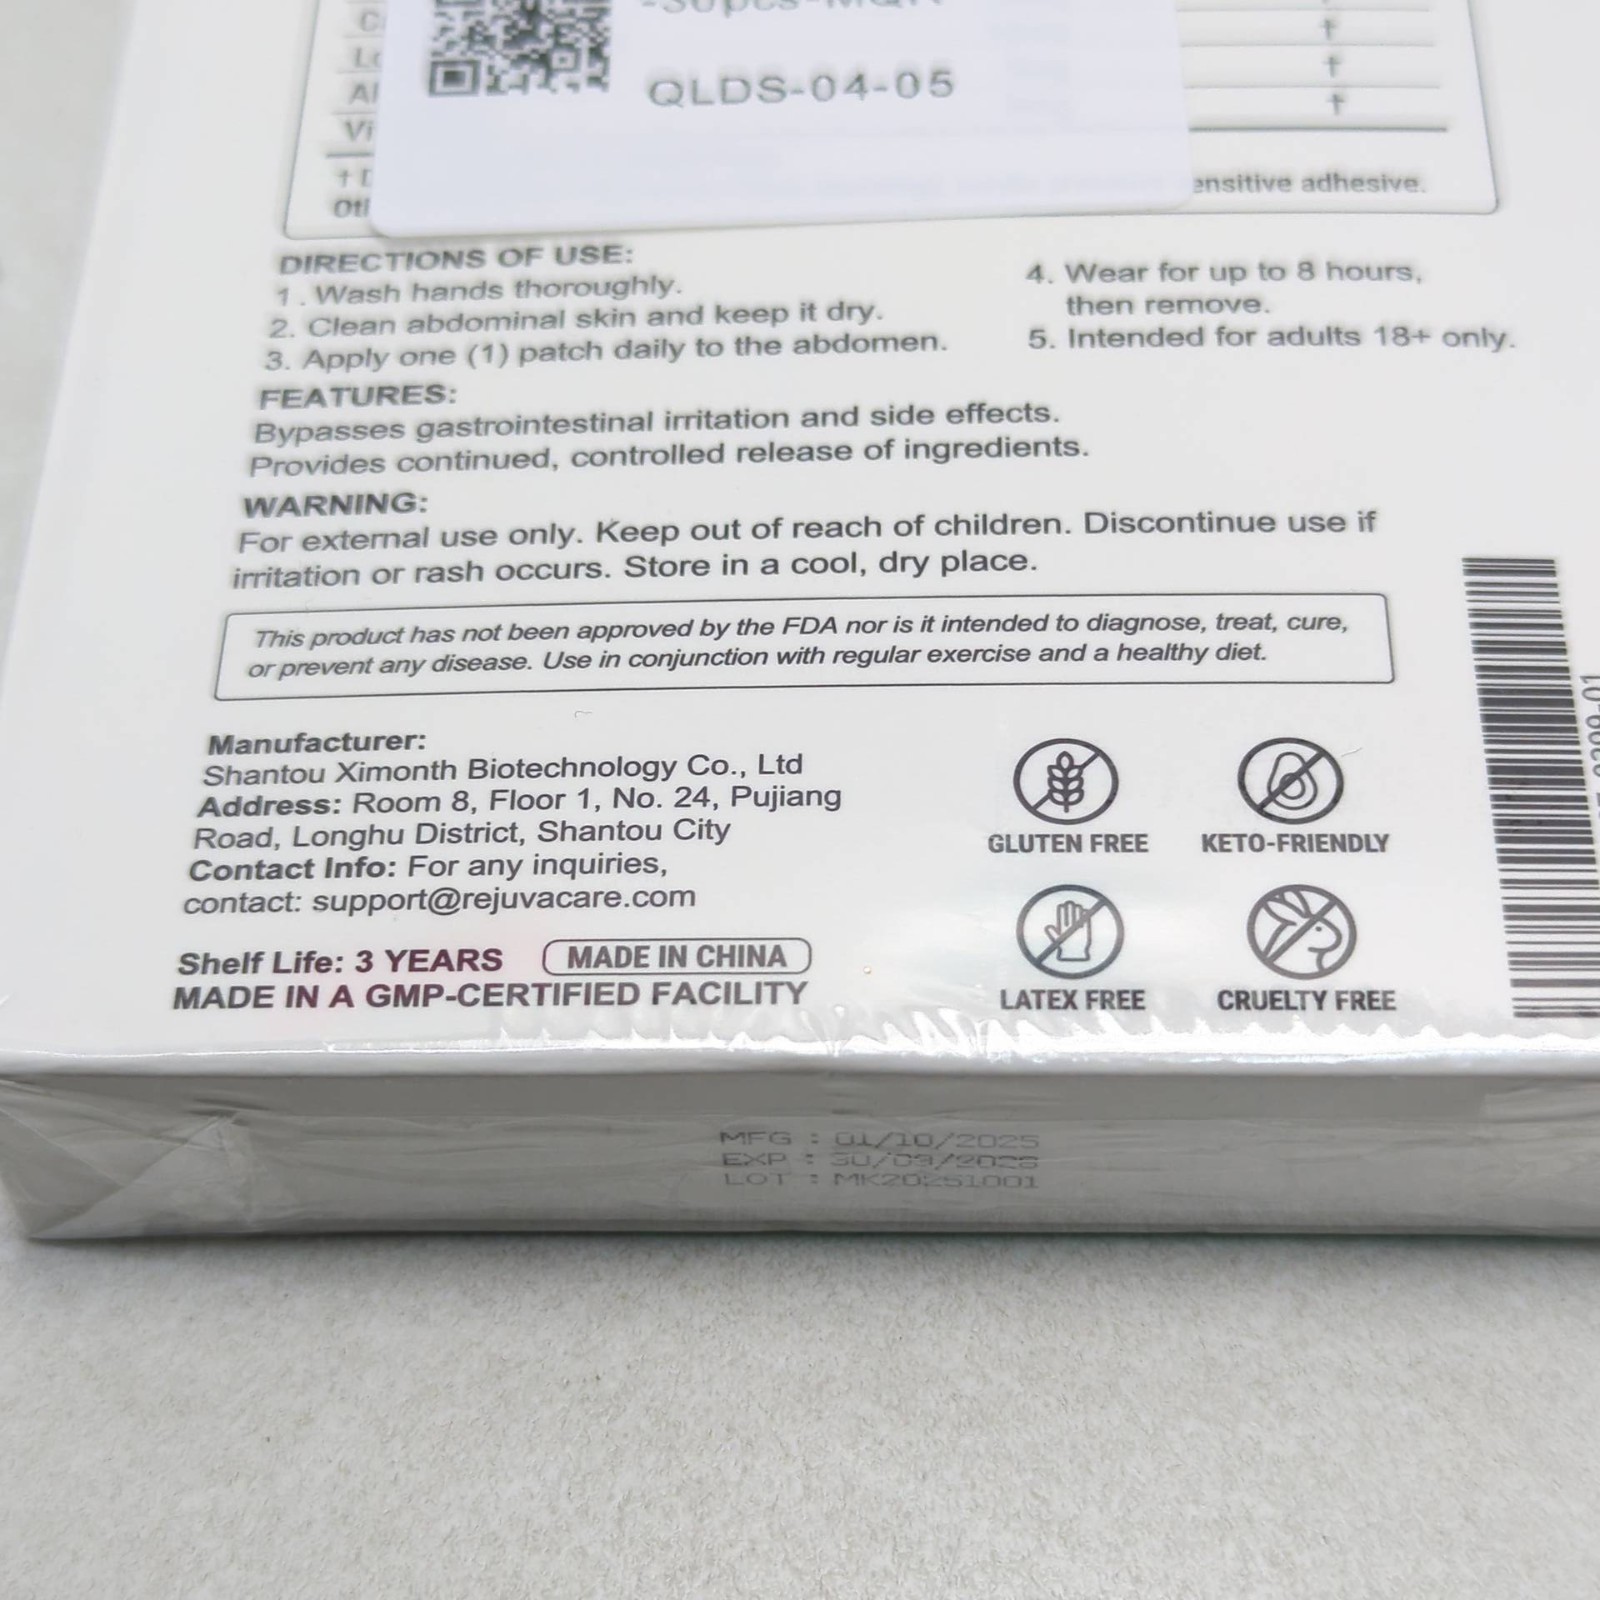 QLDS-04-05
ensitive adhesive.
DIRECTIONS OF USE:
1. Wash hands thoroughly.
2. Clean abdominal skin and keep it dry.
3. Apply one (1) patch daily to the abdomen.
4. Wear for up to 8 hours,
then remove.
5. Intended for adults 18+ only.
FEATURES:
Bypasses gastrointestinal irritation and side effects.
Provides continued, controlled release of ingredients.
WARNING:
For external use only. Keep out of reach of children. Discontinue use if
irritation or rash occurs. Store in a cool, dry place.
This product has not been approved by the FDA nor is it intended to diagnose, treat, cure,
or prevent any disease. Use in conjunction with regular exercise and a healthy diet.
Manufacturer:
Shantou Ximonth Biotechnology Co., Ltd
Address: Room 8, Floor 1, No. 24, Pujiang
Road, Longhu District, Shantou City
Contact Info: For any inquiries,
contact: support@rejuvacare.com
Shelf Life: 3 YEARS MADE IN CHINA
MADE IN A GMP-CERTIFIED FACILITY
GLUTEN FREE
KETO-FRIENDLY
LATEX FREE
CRUELTY FREE
MFG : 01/10/2025
EXP : 30/09/2028
LOT : MK20251001